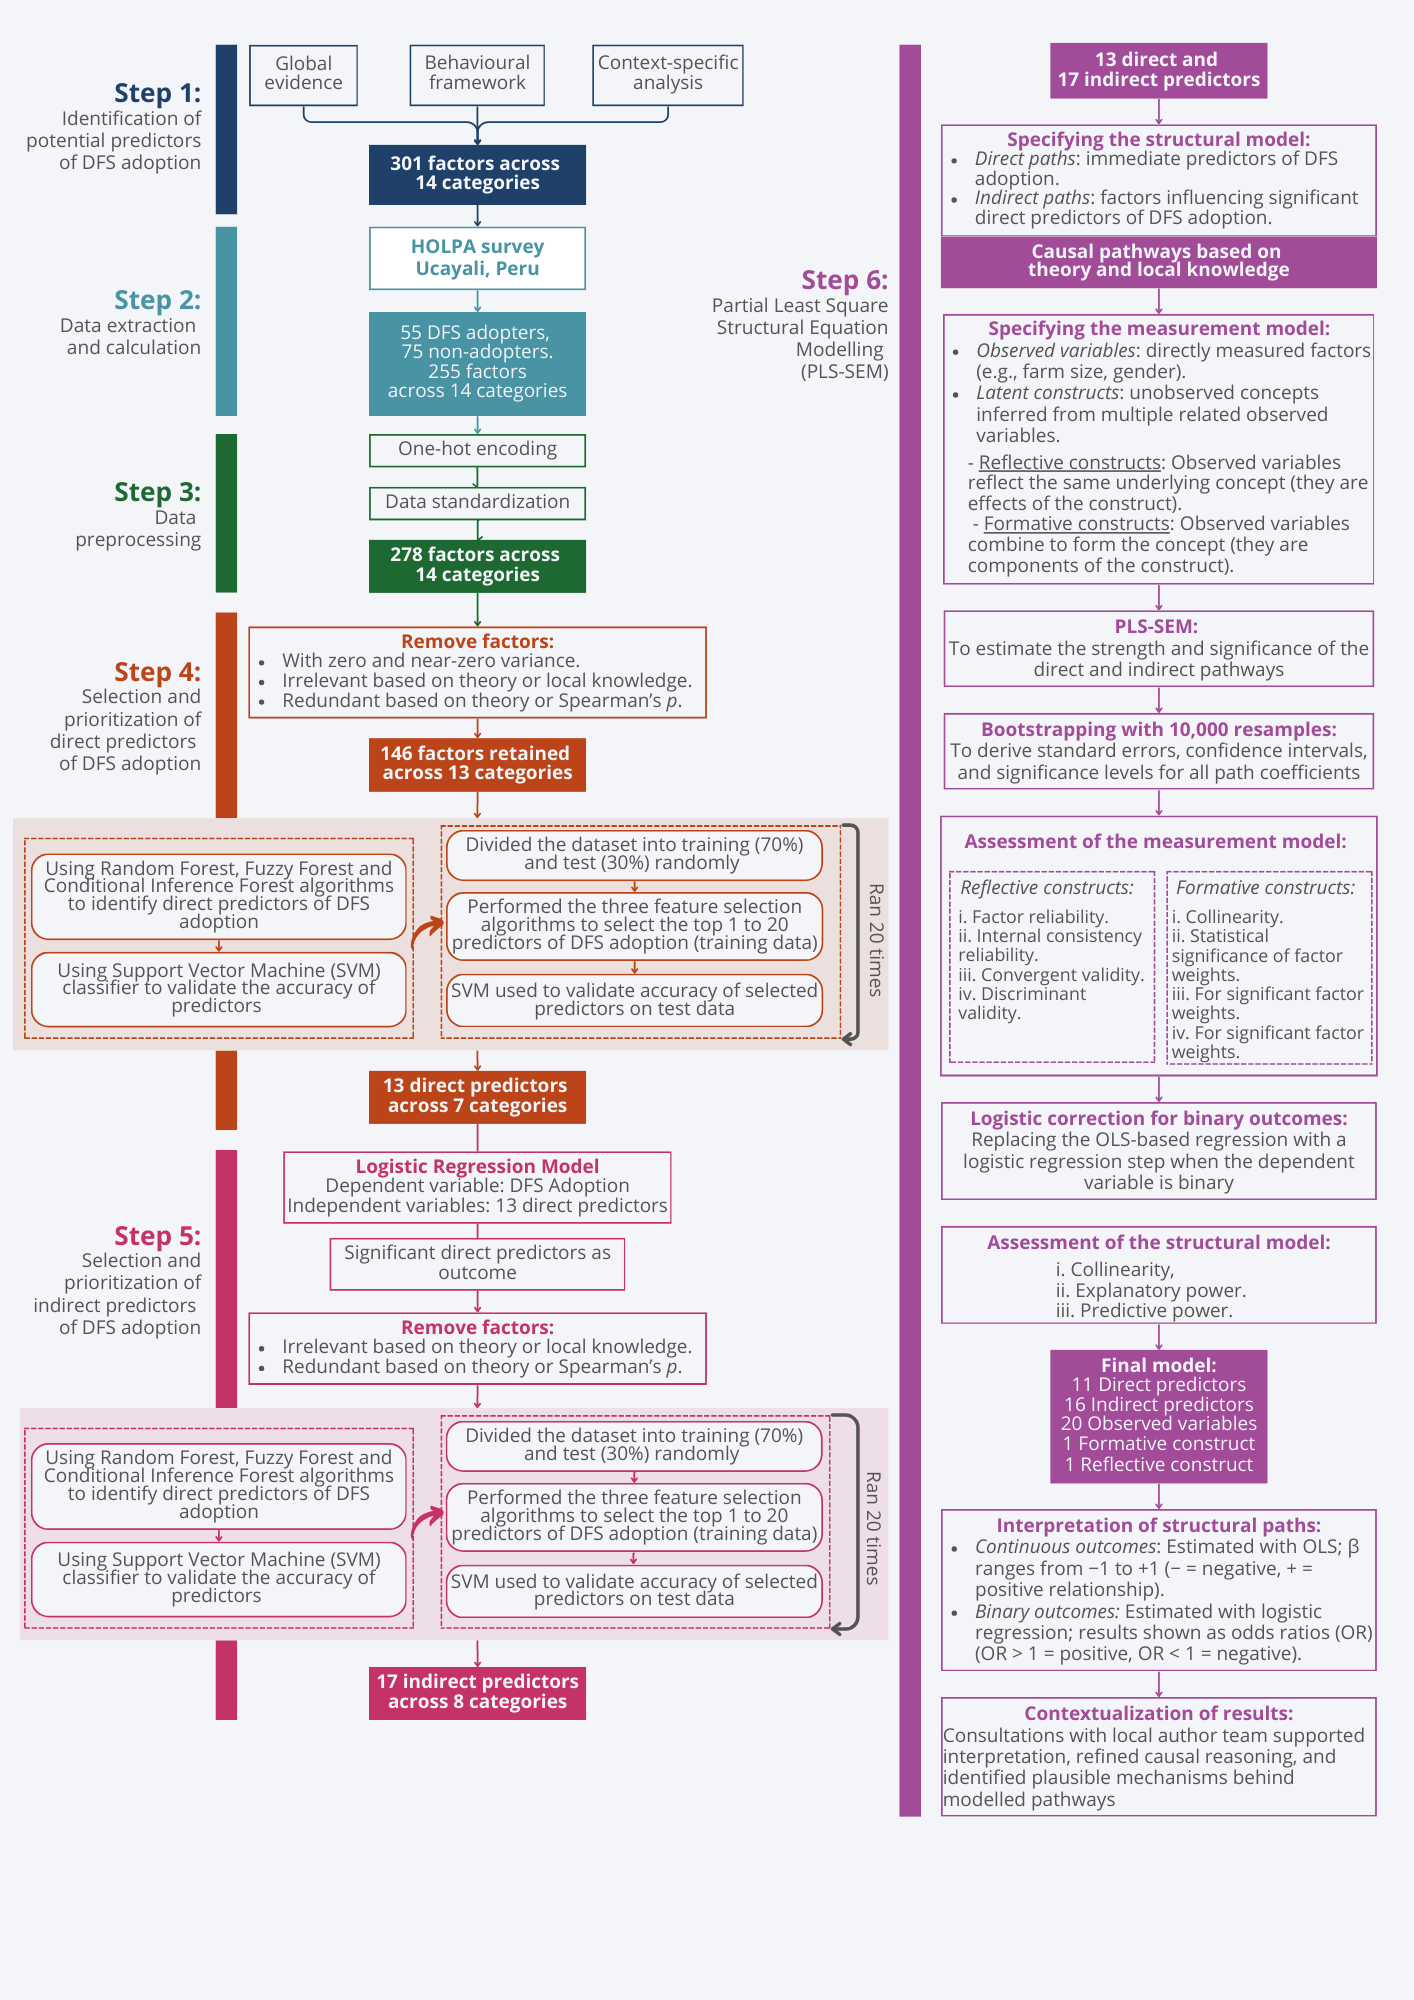 Step 1:
Identification of
potential predictors
of DFS adoption
Global
evidence
Behavioural
framework
Context-specific
analysis
301 factors across
14 categories
Step 2:
Data extraction
and calculation
HOLPA survey
Ucayali, Peru
55 DFS adopters,
75 non-adopters.
255 factors
across 14 categories
Step 3:
Data
preprocessing
One-hot encoding
Data standardization
278 factors across
14 categories
Step 4:
Selection and
prioritization of
direct predictors
of DFS adoption
Remove factors:
• With zero and near-zero variance.
• Irrelevant based on theory or local knowledge.
• Redundant based on theory or Spearman's p.
146 factors retained
across 13 categories
Using Random Forest, Fuzzy Forest and
Conditional Inference Forest algorithms
to identify direct predictors of DFS
adoption
Using Support Vector Machine (SVM)
classifier to validate the accuracy of
predictors
Divided the dataset into training (70%)
and test (30%) randomly
Performed the three feature selection
algorithms to select the top 1 to 20
predictors of DFS adoption (training data)
SVM used to validate accuracy of selected
predictors on test data
Ran 20 times
13 direct predictors
across 7 categories
Step 5:
Selection and
prioritization of
indirect predictors
of DFS adoption
Logistic Regression Model
Dependent variable: DFS Adoption
Independent variables: 13 direct predictors
Significant direct predictors as
outcome
Remove factors:
• Irrelevant based on theory or local knowledge.
• Redundant based on theory or Spearman's p.
Using Random Forest, Fuzzy Forest and
Conditional Inference Forest algorithms
to identify direct predictors of DFS
adoption
Using Support Vector Machine (SVM)
classifier to validate the accuracy of
predictors
Divided the dataset into training (70%)
and test (30%) randomly
Performed the three feature selection
algorithms to select the top 1 to 20
predictors of DFS adoption (training data)
SVM used to validate accuracy of selected
predictors on test data
Ran 20 times
17 indirect predictors
across 8 categories
Step 6:
Partial Least Square
Structural Equation
Modelling
(PLS-SEM)
13 direct and
17 indirect predictors
Specifying the structural model:
• Direct paths: immediate predictors of DFS
adoption.
• Indirect paths: factors influencing significant
direct predictors of DFS adoption.
Causal pathways based on
theory and local knowledge
Specifying the measurement model:
• Observed variables: directly measured factors
(e.g., farm size, gender).
• Latent constructs: unobserved concepts
inferred from multiple related observed
variables.
- Reflective constructs: Observed variables
reflect the same underlying concept (they are
effects of the construct).
- Formative constructs: Observed variables
combine to form the concept (they are
components of the construct).
PLS-SEM:
To estimate the strength and significance of the
direct and indirect pathways
Bootstrapping with 10,000 resamples:
To derive standard errors, confidence intervals,
and significance levels for all path coefficients
Assessment of the measurement model:
Reflective constructs:
i. Factor reliability.
ii. Internal consistency
reliability.
iii. Convergent validity.
iv. Discriminant
validity.
Formative constructs:
i. Collinearity.
ii. Statistical
significance of factor
weights.
iii. For significant factor
weights.
iv. For significant factor
weights.
Logistic correction for binary outcomes:
Replacing the OLS-based regression with a
logistic regression step when the dependent
variable is binary
Assessment of the structural model:
i. Collinearity,
ii. Explanatory power.
iii. Predictive power.
Final model:
11 Direct predictors
16 Indirect predictors
20 Observed variables
1 Formative construct
1 Reflective construct
Interpretation of structural paths:
• Continuous outcomes: Estimated with OLS; β
ranges from −1 to +1 (− = negative, + =
positive relationship).
• Binary outcomes: Estimated with logistic
regression; results shown as odds ratios (OR)
(OR > 1 = positive, OR < 1 = negative).
Contextualization of results:
Consultations with local author team supported
interpretation, refined causal reasoning, and
identified plausible mechanisms behind
modelled pathways